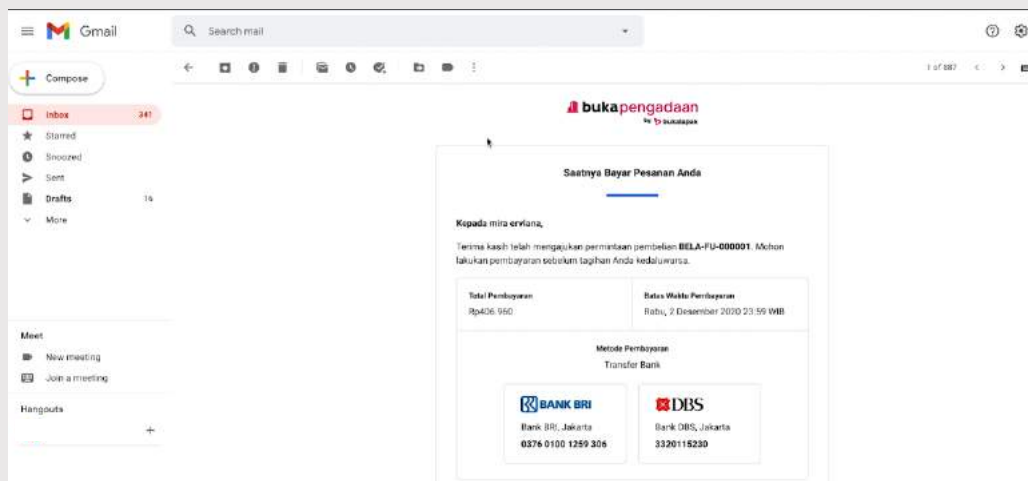 Gmail
Search mail
Compose
1 of 887
Inbox 341
Starred
Snoozed
Sent
Drafts 14
More
Meet
New meeting
Join a meeting
Hangouts
bukapengadaan
by bukalapak
Saatnya Bayar Pesanan Anda
Kepada mira erviana,
Terima kasih telah mengajukan permintaan pembelian BELA-FU-000001. Mohon
lakukan pembayaran sebelum tagihan Anda kedaluwarsa.
Total Pembayaran
Rp406.960
Batas Waktu Pembayaran
Rabu, 2 Desember 2020 23:59 WIB
Metode Pembayaran
Transfer Bank
BANK BRI
Bank BRI, Jakarta
0376 0100 1259 306
DBS
Bank DBS, Jakarta
3320115230